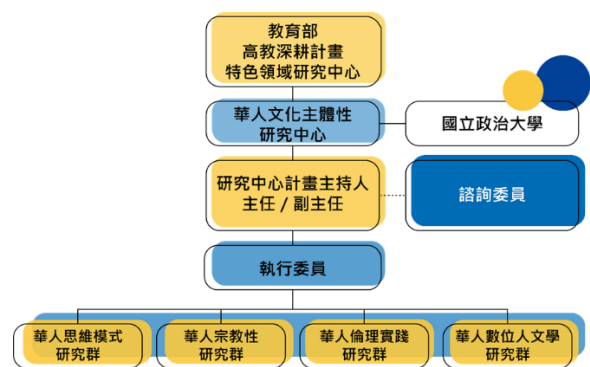 教育部
高教深耕計畫
特色領域研究中心
華人文化主體性
研究中心
國立政治大學
研究中心計畫主持人
主任 / 副主任
諮詢委員
執行委員
華人思維模式
研究群
華人宗教性
研究群
華人倫理實踐
研究群
華人數位人文學
研究群